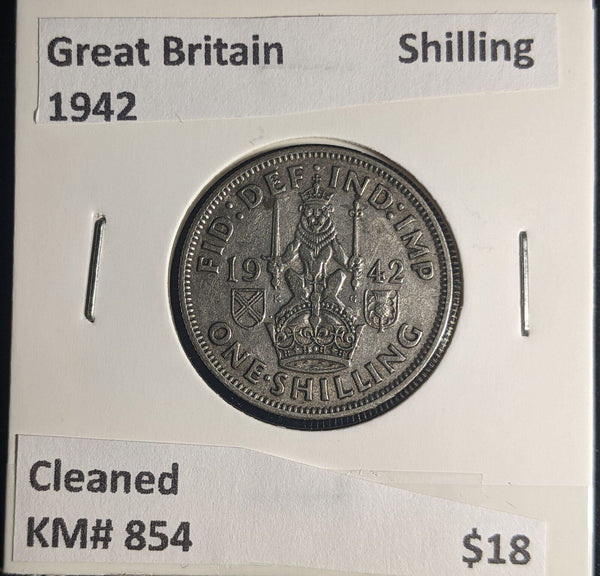 Great Britain Shilling
1942
FID: DEF: IND: IMP
19 42
ONE·SHILLING
Cleaned
KM# 854 $18